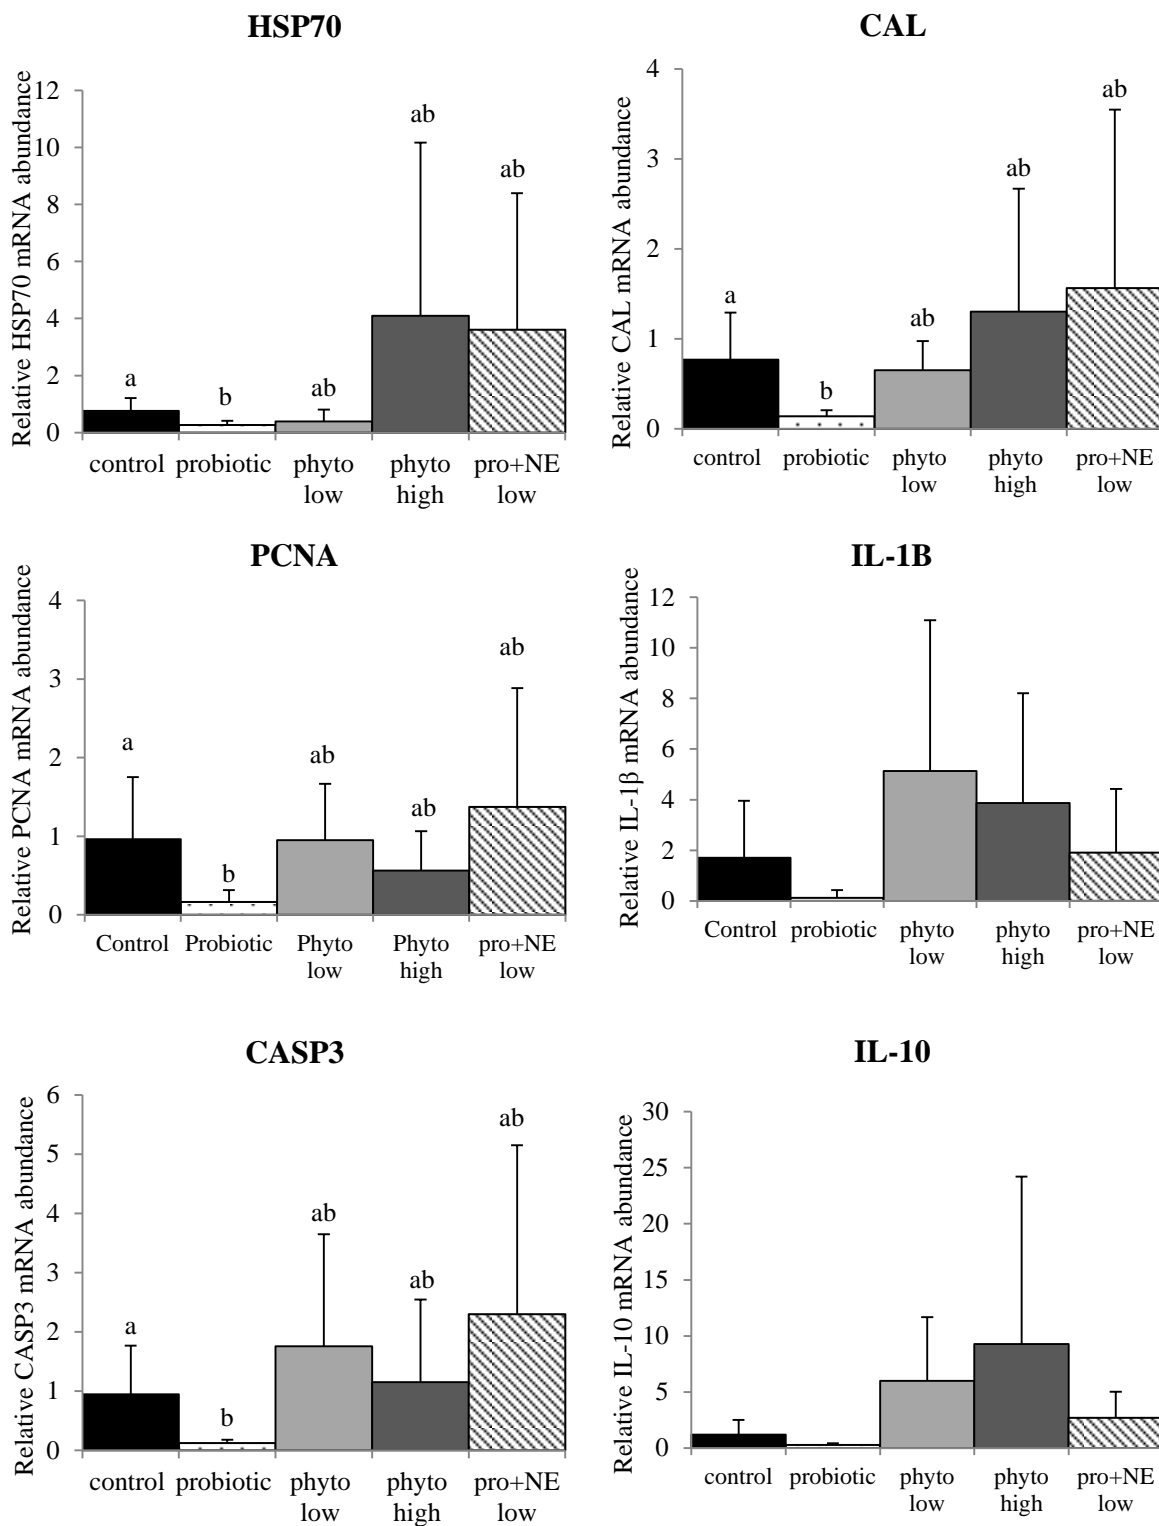 HSP70
Relative HSP70 mRNA abundance
12
10
8
6
4
2
0
a
b
ab
ab
ab
control
probiotic
phyto
low
phyto
high
pro+NE
low
CAL
Relative CAL mRNA abundance
4
3
2
1
0
a
b
ab
ab
ab
control
probiotic
phyto
low
phyto
high
pro+NE
low
PCNA
Relative PCNA mRNA abundance
4
3
2
1
0
a
b
ab
ab
ab
Control
Probiotic
Phyto
low
Phyto
high
pro+NE
low
IL-1B
Relative IL-1β mRNA abundance
12
10
8
6
4
2
0
Control
probiotic
phyto
low
phyto
high
pro+NE
low
CASP3
Relative CASP3 mRNA abundance
6
5
4
3
2
1
0
a
b
ab
ab
ab
control
probiotic
phyto
low
phyto
high
pro+NE
low
IL-10
Relative IL-10 mRNA abundance
30
25
20
15
10
5
0
control
probiotic
phyto
low
phyto
high
pro+NE
low